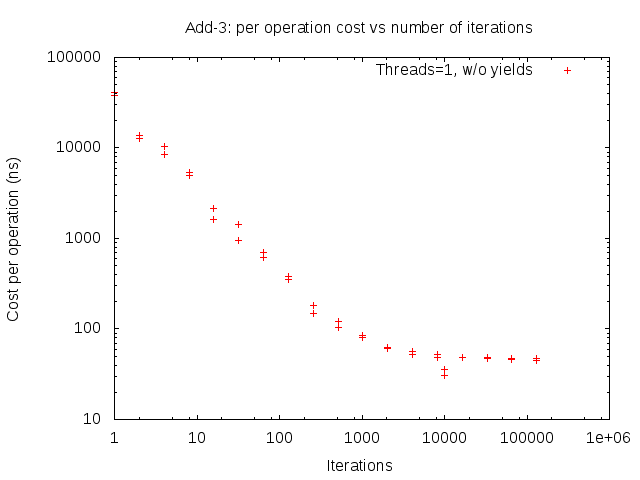 Add-3: per operation cost vs number of iterations
Threads=1, w/o yields
Cost per operation (ns)
100000
10000
1000
100
10
1 10 100 1000 10000 100000 1e+06
Iterations